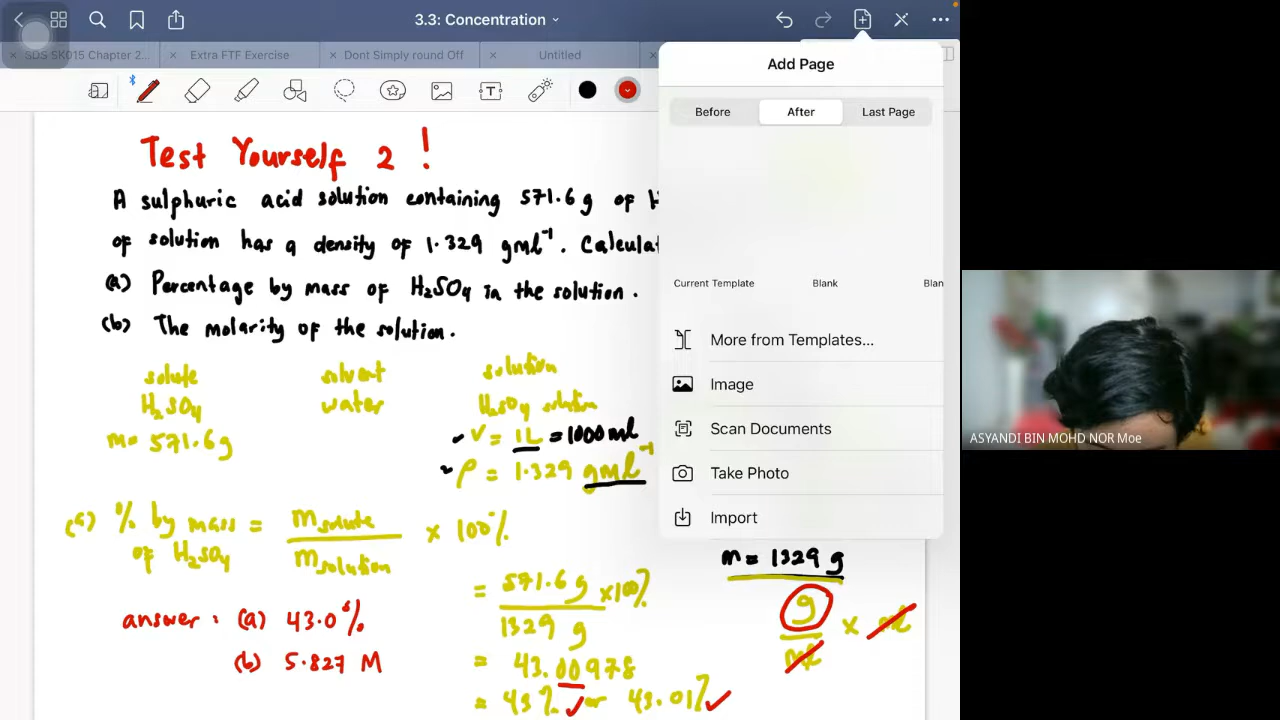 3.3: Concentration
SDS SK015 Chapter 2...
Extra FTF Exercise
Dont Simply round Off
Untitled
Add Page
Before
After
Last Page
Current Template
Blank
Blan
More from Templates...
Image
Scan Documents
Take Photo
Import
Test Yourself 2 !
A sulphuric acid solution containing 571.6 g of H
of solution has a density of 1.329 gml⁻¹. Calculat
(a) Percentage by mass of H₂SO₄ in the solution.
(b) The molarity of the solution.
solute
H₂SO₄
m= 571.6g
solvent
water
solution
H₂SO₄ solution
V = 1L = 1000ml
ρ = 1.329 gml⁻¹
(a) % by mass = m solute × 100%
of H₂SO₄ m solution
= 571.6 g ×100%
1329 g
= 43.00978
= 43% or 43.01%
m = 1329 g
g × ml
ml
answer : (a) 43.0%
(b) 5.827 M
ASYANDI BIN MOHD NOR Moe